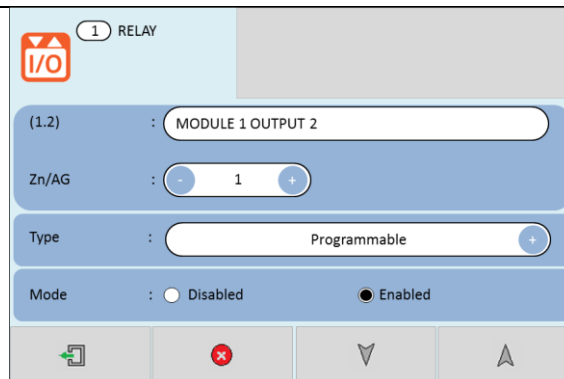 1 RELAY
I/O
(1.2) : MODULE 1 OUTPUT 2
Zn/AG : - 1 +
Type : Programmable +
Mode : Disabled Enabled